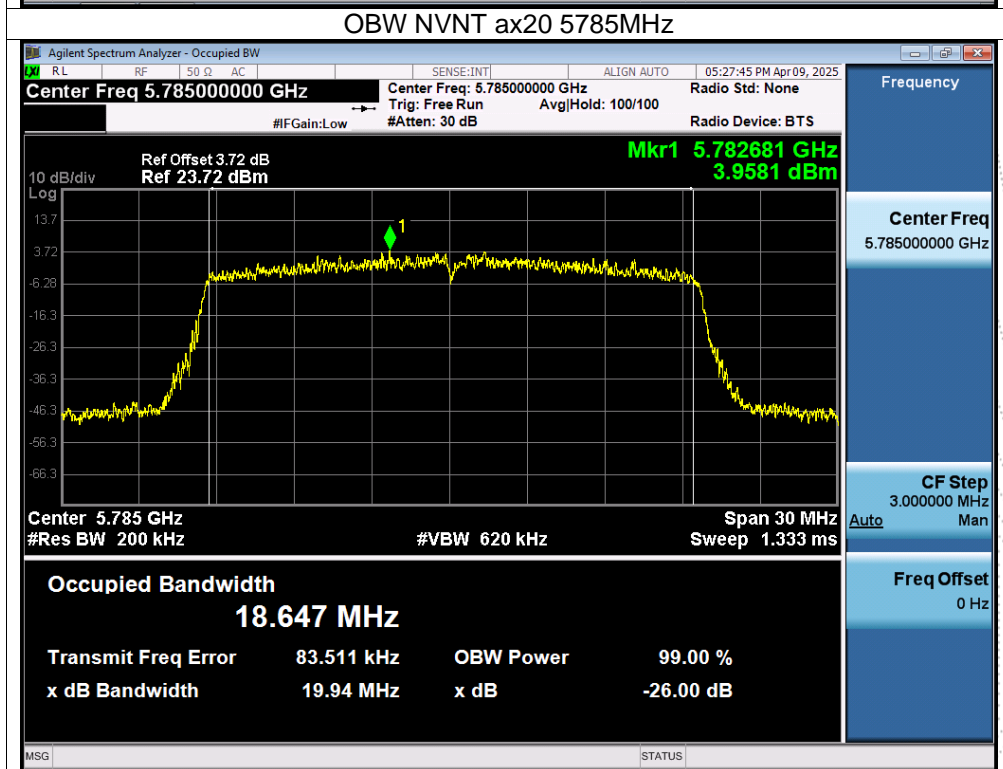 OBW NVNT ax20 5785MHz
Agilent Spectrum Analyzer - Occupied BW
LXI RL RF 50 Ω AC SENSE:INT ALIGN AUTO 05:27:45 PM Apr 09, 2025
Center Freq 5.785000000 GHz
Center Freq: 5.785000000 GHz
Radio Std: None
Trig: Free Run Avg|Hold: 100/100
#IFGain:Low #Atten: 30 dB Radio Device: BTS
Frequency
Mkr1 5.782681 GHz
3.9581 dBm
Ref Offset 3.72 dB
10 dB/div Ref 23.72 dBm
Log
1
13.7
3.72
-6.28
-16.3
-26.3
-36.3
-46.3
-56.3
-66.3
Center 5.785 GHz Span 30 MHz
#Res BW 200 kHz #VBW 620 kHz Sweep 1.333 ms
Center Freq
5.785000000 GHz
CF Step
3.000000 MHz
Auto Man
Freq Offset
0 Hz
Occupied Bandwidth
18.647 MHz
Transmit Freq Error 83.511 kHz OBW Power 99.00 %
x dB Bandwidth 19.94 MHz x dB -26.00 dB
MSG STATUS